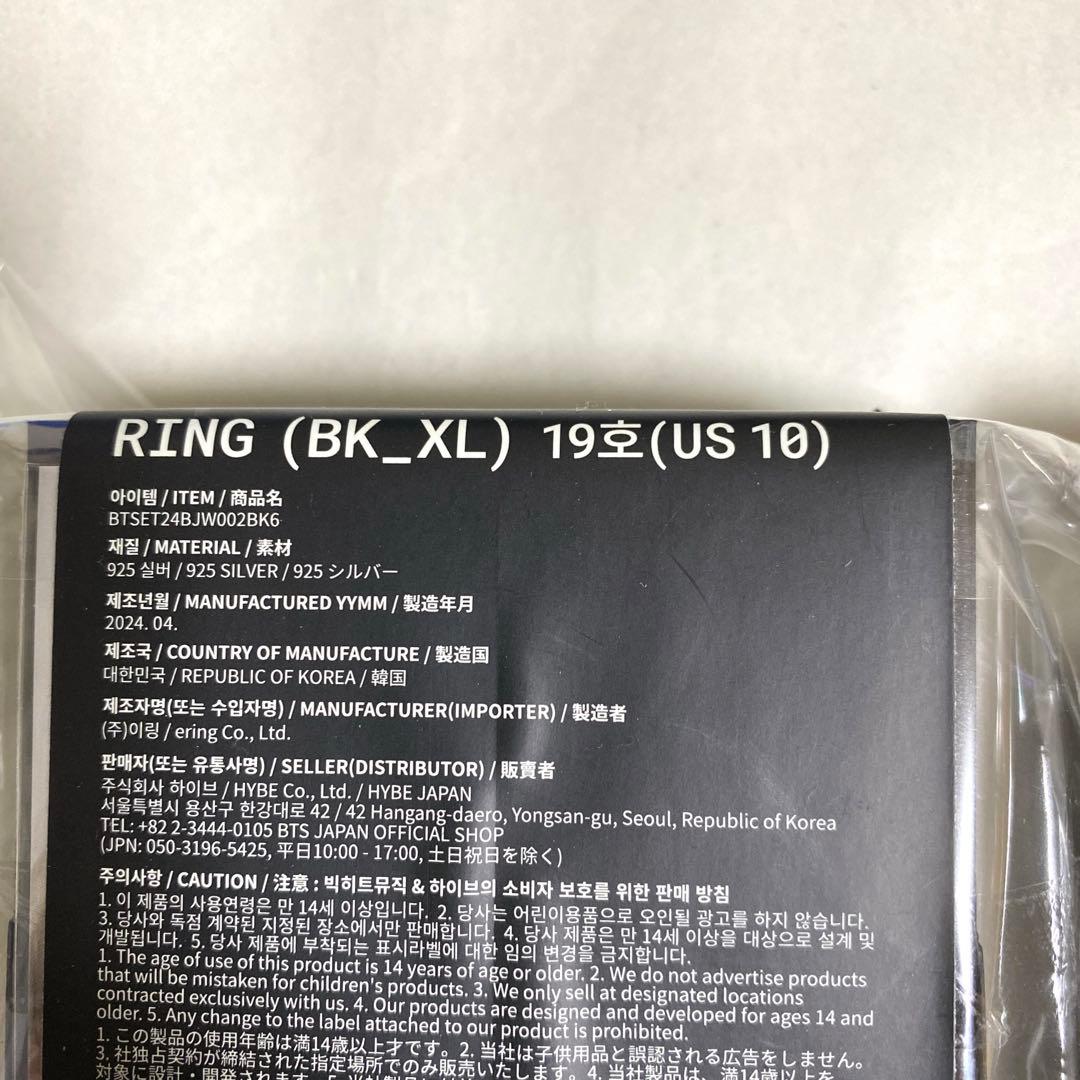 RING (BK_XL) 19호(US 10)
아이템 / ITEM / 商品名
BTSET24BJW002BK6
재질 / MATERIAL / 素材
925 실버 / 925 SILVER / 925 シルバー
제조년월 / MANUFACTURED YYMM / 製造年月
2024. 04.
제조국 / COUNTRY OF MANUFACTURE / 製造国
대한민국 / REPUBLIC OF KOREA / 韓国
제조자명(또는 수입자명) / MANUFACTURER(IMPORTER) / 製造者
(주)이링 / ering Co., Ltd.
판매자(또는 유통사명) / SELLER(DISTRIBUTOR) / 販賣者
주식회사 하이브 / HYBE Co., Ltd. / HYBE JAPAN
서울특별시 용산구 한강대로 42 / 42 Hangang-daero, Yongsan-gu, Seoul, Republic of Korea
TEL: +82 2-3444-0105 BTS JAPAN OFFICIAL SHOP
(JPN: 050-3196-5425, 平日10:00 - 17:00, 土日祝日を除く)
주의사항 / CAUTION / 注意 : 빅히트뮤직 & 하이브의 소비자 보호를 위한 판매 방침
1. 이 제품의 사용연령은 만 14세 이상입니다. 2. 당사는 어린이용품으로 오인될 광고를 하지 않습니다.
3. 당사와 독점 계약된 지정된 장소에서만 판매합니다. 4. 당사 제품은 만 14세 이상을 대상으로 설계 및
개발됩니다. 5. 당사 제품에 부착되는 표시라벨에 대한 임의 변경을 금지합니다.
1. The age of use of this product is 14 years of age or older. 2. We do not advertise products
that will be mistaken for children's products. 3. We only sell at designated locations
contracted exclusively with us. 4. Our products are designed and developed for ages 14 and
older. 5. Any change to the label attached to our product is prohibited.
1. この製品の使用年齢は満14歳以上才です。2. 当社は子供用品と誤認される広告をしません。
3. 社独占契約が締結された指定場所でのみ販売いたします。4. 当社製品は、満14歳以上を
対象に設計・開発されます。5.